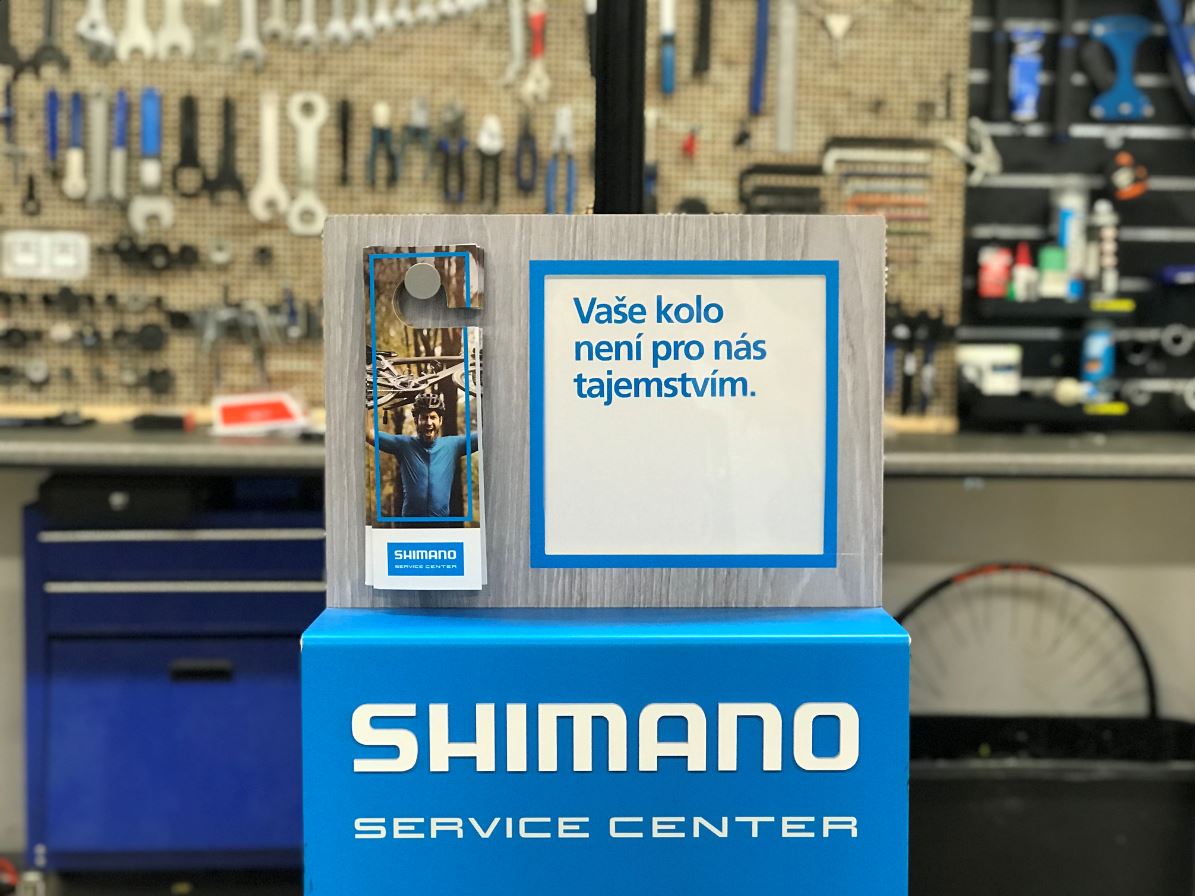 Vaše kolo
není pro nás
tajemstvím.
SHIMANO
SERVICE CENTER
SHIMANO
SERVICE CENTER